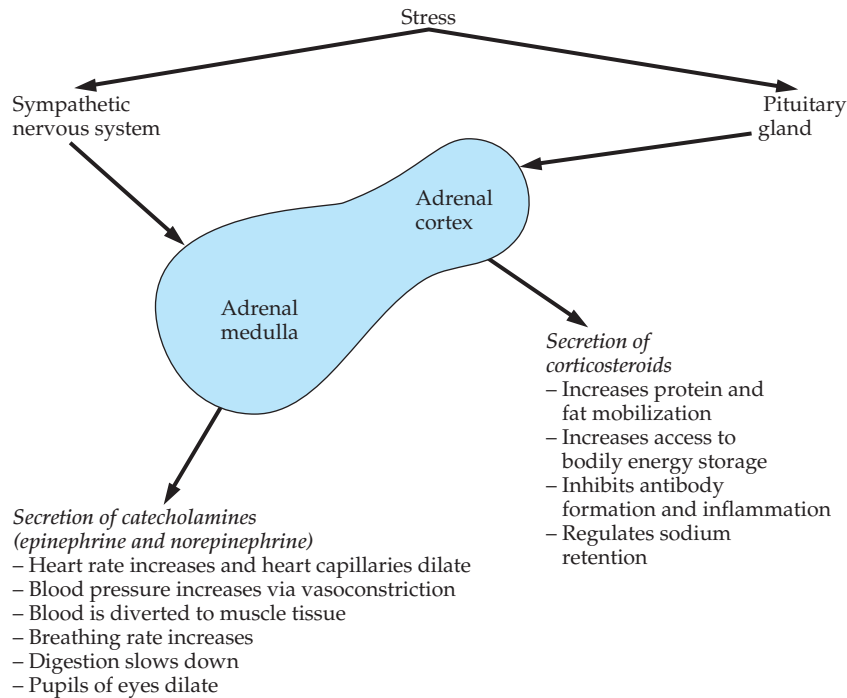 Stress
Sympathetic
nervous system
Pituitary
gland
Adrenal
cortex
Adrenal
medulla
Secretion of
corticosteroids
– Increases protein and
fat mobilization
– Increases access to
bodily energy storage
– Inhibits antibody
formation and inflammation
– Regulates sodium
retention
Secretion of catecholamines
(epinephrine and norepinephrine)
– Heart rate increases and heart capillaries dilate
– Blood pressure increases via vasoconstriction
– Blood is diverted to muscle tissue
– Breathing rate increases
– Digestion slows down
– Pupils of eyes dilate